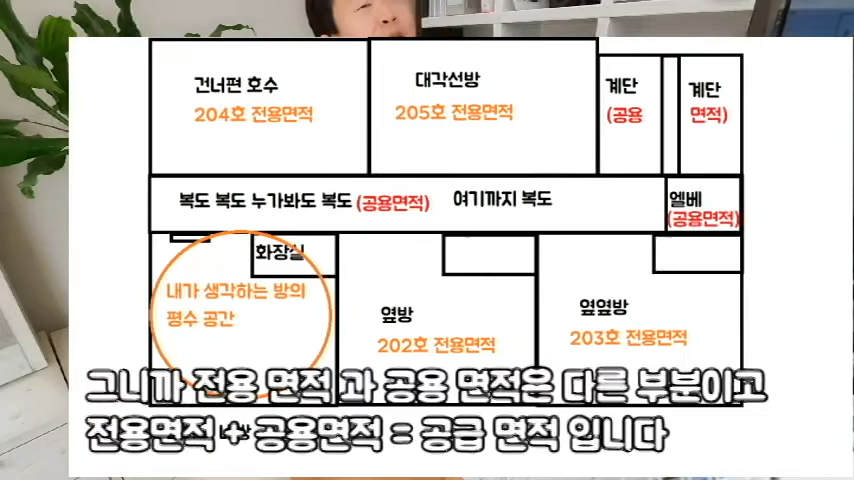 건너편 호수
204호 전용면적
대각선방
205호 전용면적
계단
(공용
계단
면적)
복도 복도 누가봐도 복도 (공용면적) 여기까지 복도
엘베
(공용면적)
화장실
내가 생각하는 방의
평수 공간
옆방
202호 전용면적
옆옆방
203호 전용면적
그니까 전용 면적 과 공용 면적은 다른 부분이고
전용면적 + 공용면적 = 공급 면적 입니다